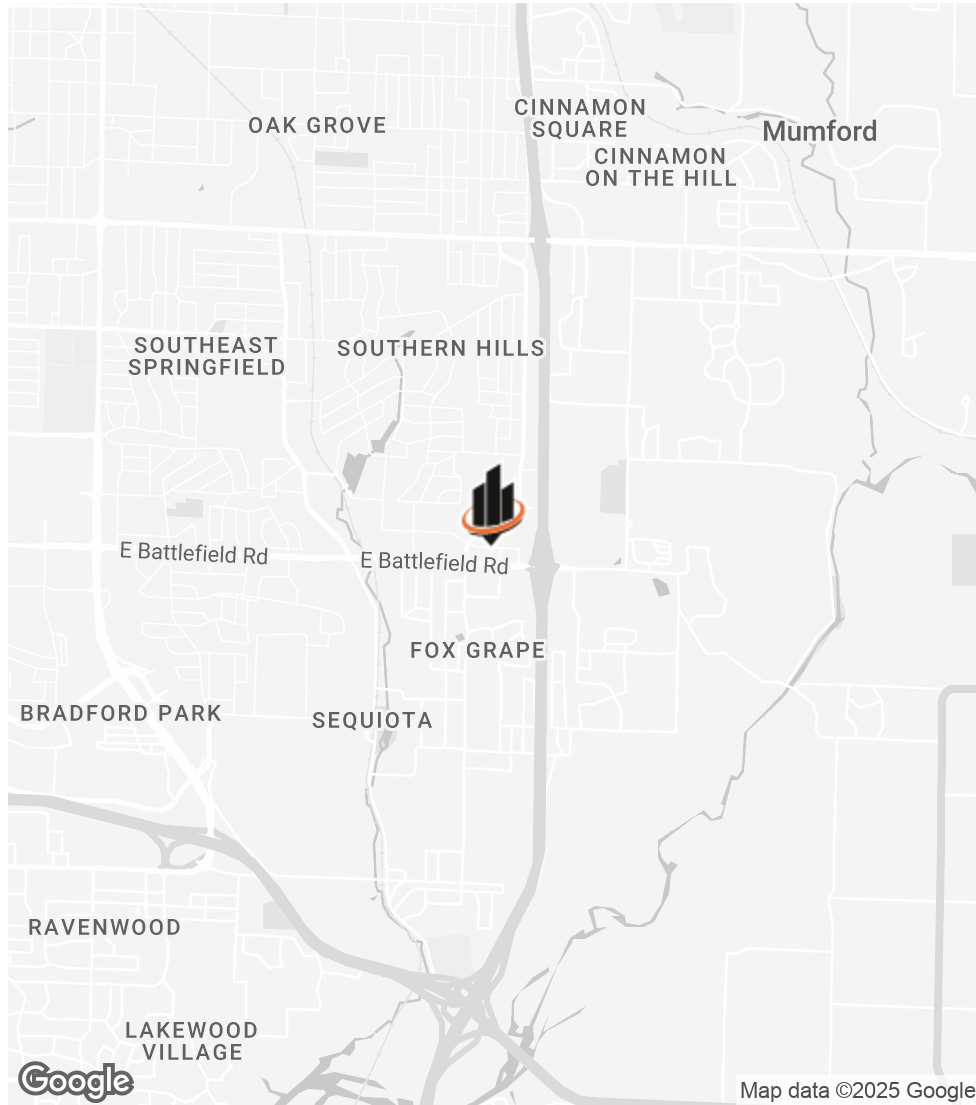 OAK GROVE
CINNAMON
SQUARE
Mumford
CINNAMON
ON THE HILL
SOUTHEAST
SPRINGFIELD
SOUTHERN HILLS
E Battlefield Rd
E Battlefield Rd
FOX GRAPE
BRADFORD PARK
SEQUIOTA
RAVENWOOD
LAKEWOOD
VILLAGE
Google
Map data ©2025 Google